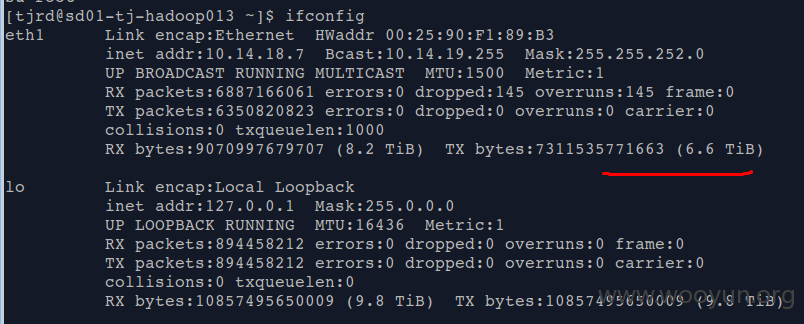 [tjrd@sd01-tj-hadoop013 ~]$ ifconfig
eth1      Link encap:Ethernet  HWaddr 00:25:90:F1:89:B3
          inet addr:10.14.18.7  Bcast:10.14.19.255  Mask:255.255.252.0
          UP BROADCAST RUNNING MULTICAST  MTU:1500  Metric:1
          RX packets:6887166061 errors:0 dropped:145 overruns:145 frame:0
          TX packets:6350820823 errors:0 dropped:0 overruns:0 carrier:0
          collisions:0 txqueuelen:1000
          RX bytes:9070997679707 (8.2 TiB)  TX bytes:7311535771663 (6.6 TiB)
lo        Link encap:Local Loopback
          inet addr:127.0.0.1  Mask:255.0.0.0
          UP LOOPBACK RUNNING  MTU:16436  Metric:1
          RX packets:894458212 errors:0 dropped:0 overruns:0 frame:0
          TX packets:894458212 errors:0 dropped:0 overruns:0 carrier:0
          collisions:0 txqueuelen:0
          RX bytes:10857495650009 (9.8 TiB)  TX bytes:10857495650009 (9.8 TiB)
www.wooyun.org